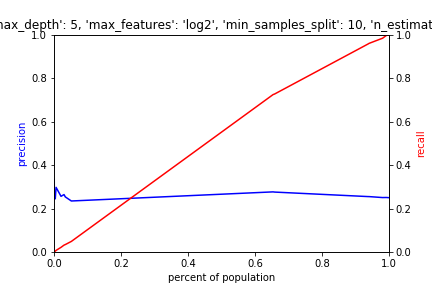 max_depth': 5, 'max_features': 'log2', 'min_samples_split': 10, 'n_estimat
1.0 1.0
0.8 0.8
0.6 0.6
0.4 0.4
0.2 0.2
0.0 0.0
precision
recall
0.0 0.2 0.4 0.6 0.8 1.0
percent of population